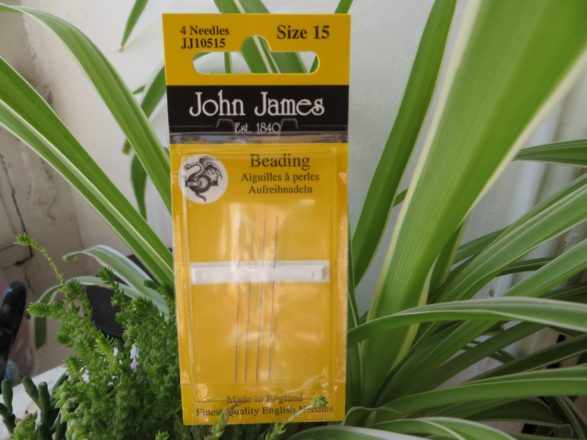 4 Needles
JJ10515
Size 15
John James
Est. 1840
Beading
Aiguilles à perles
Aufreihnadeln
Made in England
Finest Quality English Needles